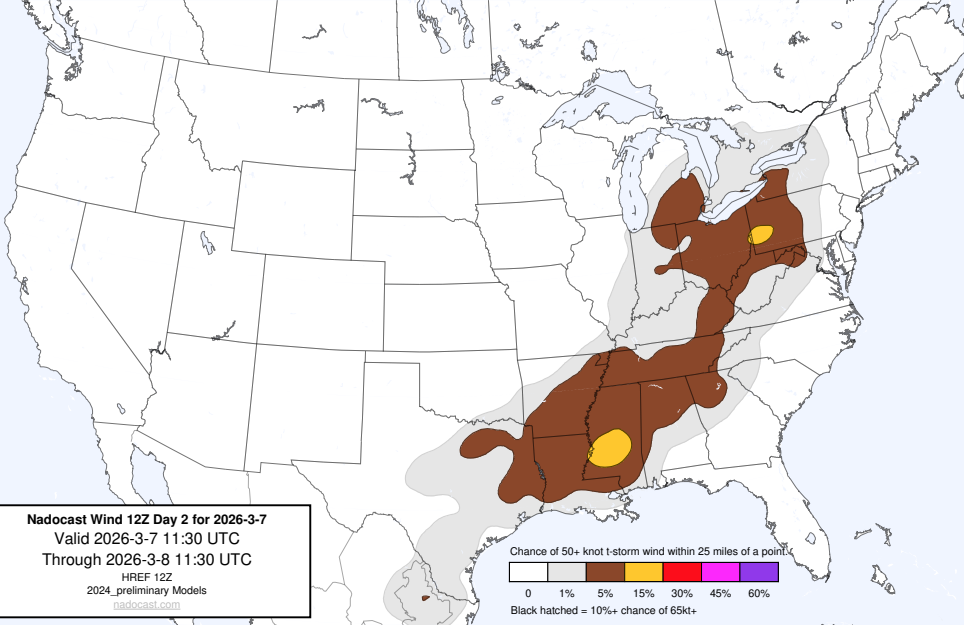 Nadocast Wind 12Z Day 2 for 2026-3-7
Valid 2026-3-7 11:30 UTC
Through 2026-3-8 11:30 UTC
HREF 12Z
2024_preliminary Models
nadocast.com
Chance of 50+ knot t-storm wind within 25 miles of a point.
0 1% 5% 15% 30% 45% 60%
Black hatched = 10%+ chance of 65kt+